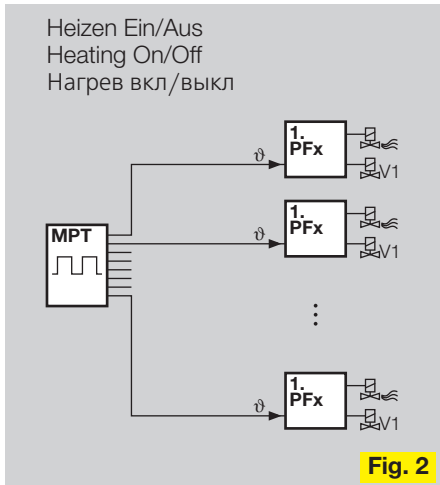 Heizen Ein/Aus
Heating On/Off
Нагрев вкл/выкл
1.
PFx
ϑ
V1
MPT
1.
PFx
ϑ
V1
1.
PFx
ϑ
V1
Fig. 2